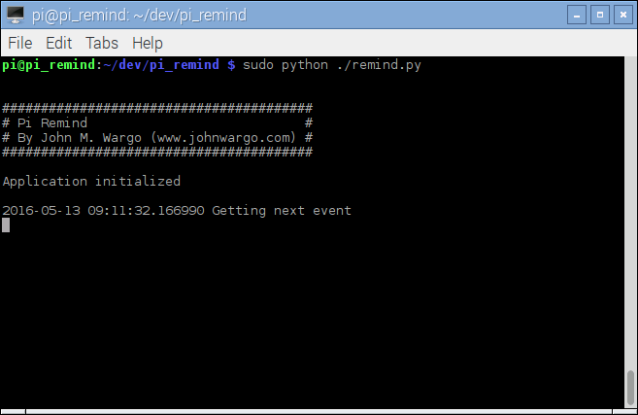 pi@pi_remind: ~/dev/pi_remind
File Edit Tabs Help
pi@pi_remind:~/dev/pi_remind $ sudo python ./remind.py
########################################
# Pi Remind                            #
# By John M. Wargo (www.johnwargo.com) #
########################################
Application initialized
2016-05-13 09:11:32.166990 Getting next event